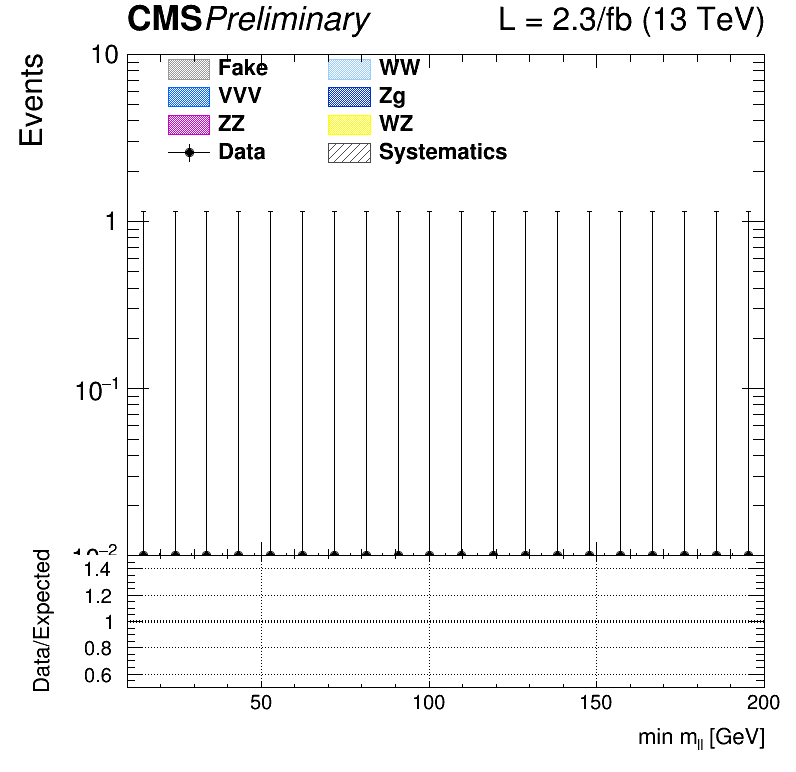 CMS Preliminary L = 2.3/fb (13 TeV)
Events
10
1
10⁻¹
10⁻²
Fake WW
VVV Zg
ZZ WZ
Data Systematics
Data/Expected
1.4
1.2
1
0.8
0.6
50 100 150 200
min m_ll [GeV]